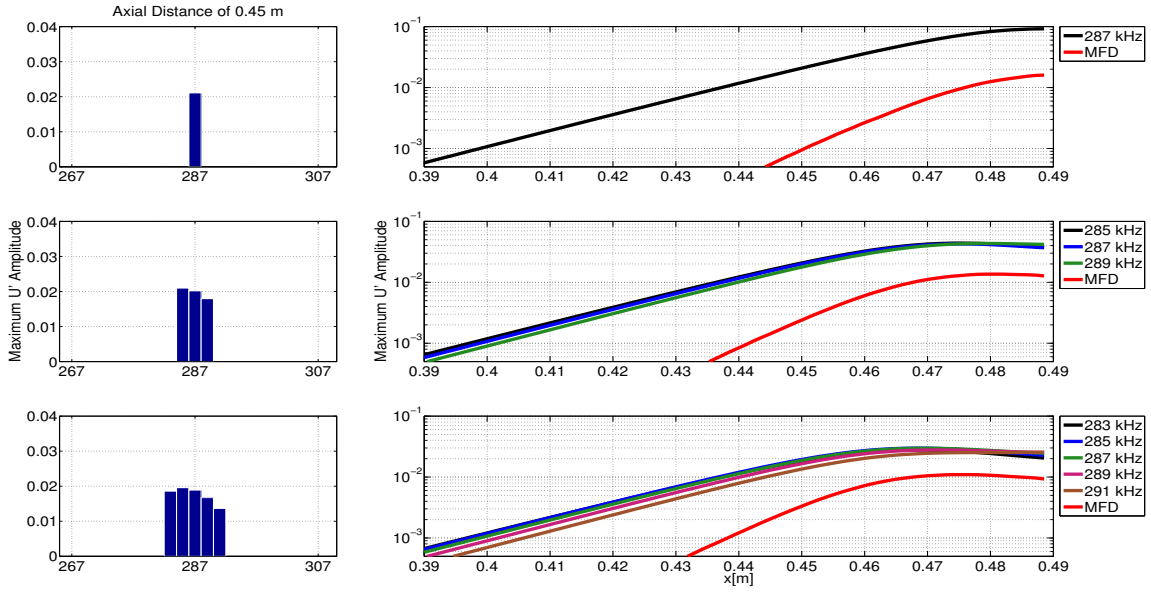 Axial Distance of 0.45 m
0.04
0.03
0.02
0.01
0
267 287 307
10⁻¹
10⁻²
10⁻³
0.39 0.4 0.41 0.42 0.43 0.44 0.45 0.46 0.47 0.48 0.49
287 kHz
MFD
Maximum U' Amplitude
0.04
0.03
0.02
0.01
0
267 287 307
Maximum U' Amplitude
10⁻¹
10⁻²
10⁻³
0.39 0.4 0.41 0.42 0.43 0.44 0.45 0.46 0.47 0.48 0.49
285 kHz
287 kHz
289 kHz
MFD
0.04
0.03
0.02
0.01
0
267 287 307
10⁻¹
10⁻²
10⁻³
0.39 0.4 0.41 0.42 0.43 0.44 0.45 0.46 0.47 0.48 0.49
x[m]
283 kHz
285 kHz
287 kHz
289 kHz
291 kHz
MFD